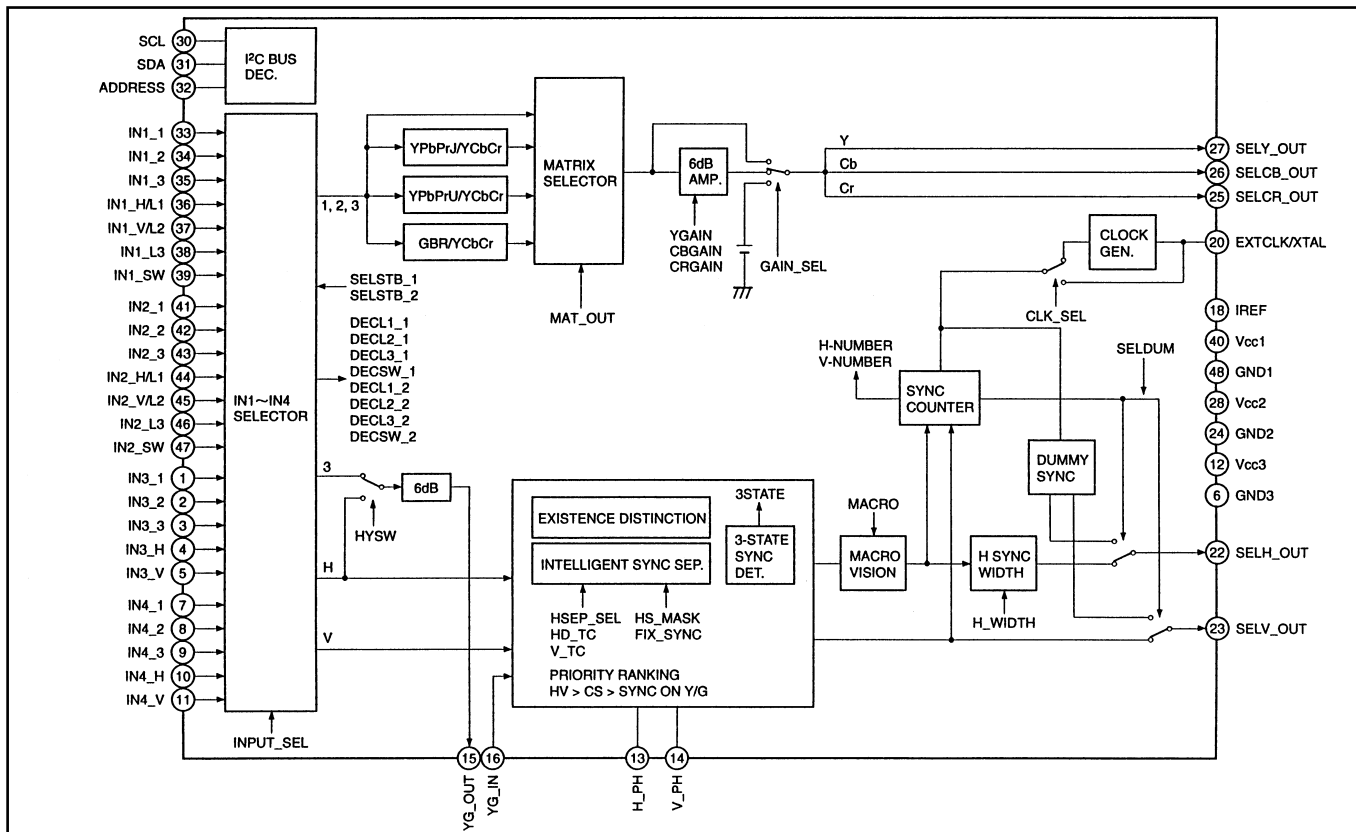 SCL 30
SDA 31
ADDRESS 32
I²C BUS
DEC.
IN1_1 33
IN1_2 34
IN1_3 35
IN1_H/L1 36
IN1_V/L2 37
IN1_L3 38
IN1_SW 39
IN2_1 41
IN2_2 42
IN2_3 43
IN2_H/L1 44
IN2_V/L2 45
IN2_L3 46
IN2_SW 47
IN3_1 1
IN3_2 2
IN3_3 3
IN3_H 4
IN3_V 5
IN4_1 7
IN4_2 8
IN4_3 9
IN4_H 10
IN4_V 11
IN1~IN4
SELECTOR
INPUT_SEL
1, 2, 3
YPbPrJ/YCbCr
YPbPrU/YCbCr
GBR/YCbCr
MATRIX
SELECTOR
MAT_OUT
6dB
AMP.
YGAIN
CBGAIN
CRGAIN
GAIN_SEL
Y
Cb
Cr
27 SELY_OUT
26 SELCB_OUT
25 SELCR_OUT
CLOCK
GEN.
20 EXTCLK/XTAL
CLK_SEL
18 IREF
40 Vcc1
48 GND1
28 Vcc2
24 GND2
12 Vcc3
6 GND3
SELSTB_1
SELSTB_2
DECL1_1
DECL2_1
DECL3_1
DECSW_1
DECL1_2
DECL2_2
DECL3_2
DECSW_2
H-NUMBER
V-NUMBER
SYNC
COUNTER
SELDUM
DUMMY
SYNC
3
6dB
HYSW
H
V
EXISTENCE DISTINCTION
INTELLIGENT SYNC SEP.
HSEP_SEL
HD_TC
V_TC
HS_MASK
FIX_SYNC
3STATE
3-STATE
SYNC
DET.
PRIORITY RANKING
HV > CS > SYNC ON Y/G
MACRO
MACRO
VISION
H SYNC
WIDTH
H_WIDTH
22 SELH_OUT
23 SELV_OUT
15 YG_OUT
16 YG_IN
13 H_PH
14 V_PH